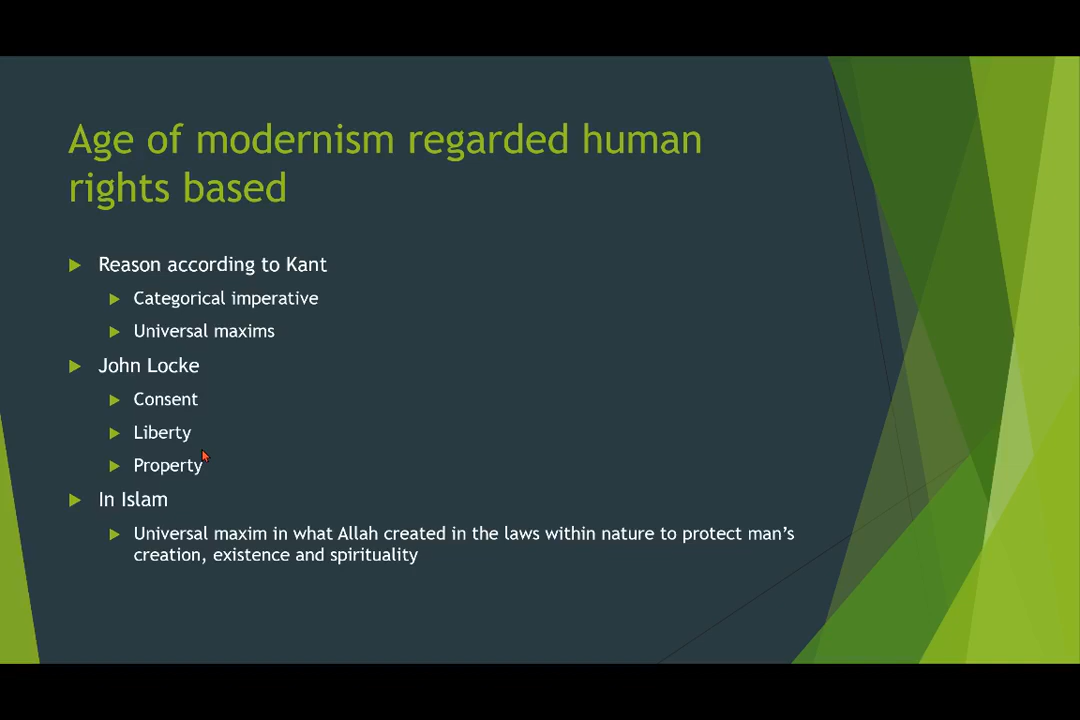 Age of modernism regarded human
rights based
Reason according to Kant
Categorical imperative
Universal maxims
John Locke
Consent
Liberty
Property
In Islam
Universal maxim in what Allah created in the laws within nature to protect man’s
creation, existence and spirituality